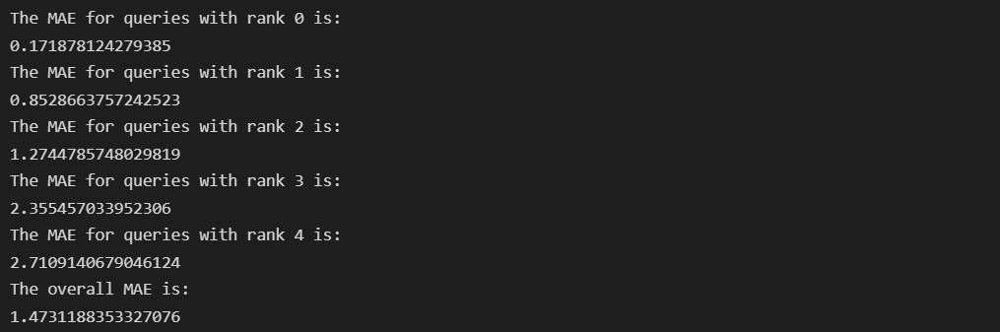 The MAE for queries with rank 0 is:
0.171878124279385
The MAE for queries with rank 1 is:
0.8528663757242523
The MAE for queries with rank 2 is:
1.2744785748029819
The MAE for queries with rank 3 is:
2.355457033952306
The MAE for queries with rank 4 is:
2.7109140679046124
The overall MAE is:
1.4731188353327076